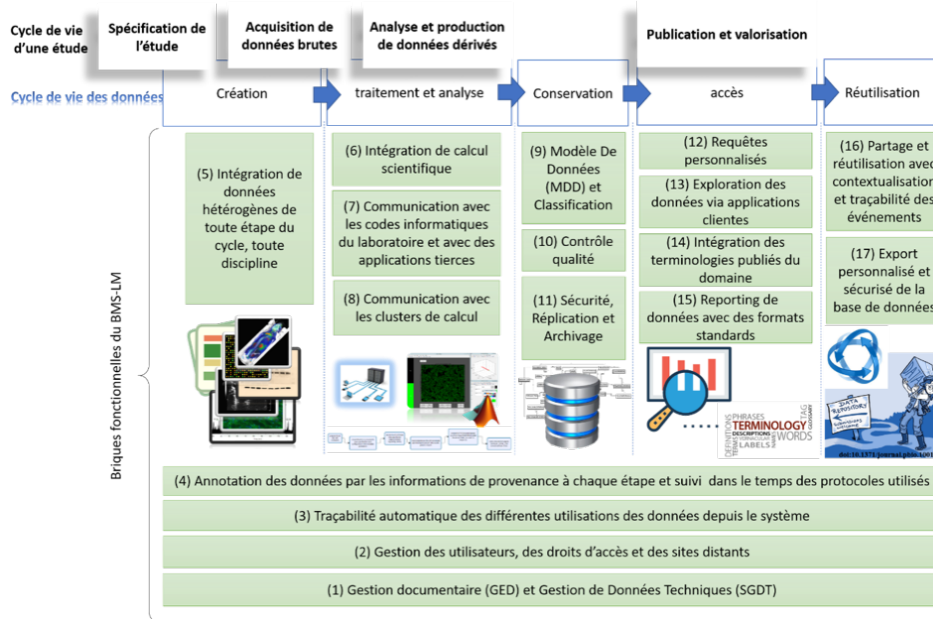 Cycle de vie
d'une étude
Spécification de
l'étude
Acquisition de
données brutes
Analyse et production
de données dérivés
Publication et valorisation
Cycle de vie des données
Création
traitement et analyse
Conservation
accès
Réutilisation
Briques fonctionnelles du BMS-LM
(5) Intégration de
données
hétérogènes de
toute étape du
cycle, toute
discipline
(6) Intégration de calcul
scientifique
(7) Communication avec
les codes informatiques
du laboratoire et avec des
applications tierces
(8) Communication avec
les clusters de calcul
(9) Modèle De
Données
(MDD) et
Classification
(10) Contrôle
qualité
(11) Sécurité,
Réplication et
Archivage
(12) Requêtes
personnalisés
(13) Exploration des
données via applications
clientes
(14) Intégration des
terminologies publiés du
domaine
(15) Reporting de
données avec des formats
standards
(16) Partage et
réutilisation avec
contextualisation
et traçabilité des
événements
(17) Export
personnalisé et
sécurisé de la
base de données
PHRASES
TERMINOLOGY
DESCRIPTIONS
VERNACULAR
LABELS
WORDS
DEFINITIONS
TERMS
NAMES
TAG
GLOSSARY
DATA
REPOSITORY
(4) Annotation des données par les informations de provenance à chaque étape et suivi dans le temps des protocoles utilisés
(3) Traçabilité automatique des différentes utilisations des données depuis le système
(2) Gestion des utilisateurs, des droits d'accès et des sites distants
(1) Gestion documentaire (GED) et Gestion de Données Techniques (SGDT)